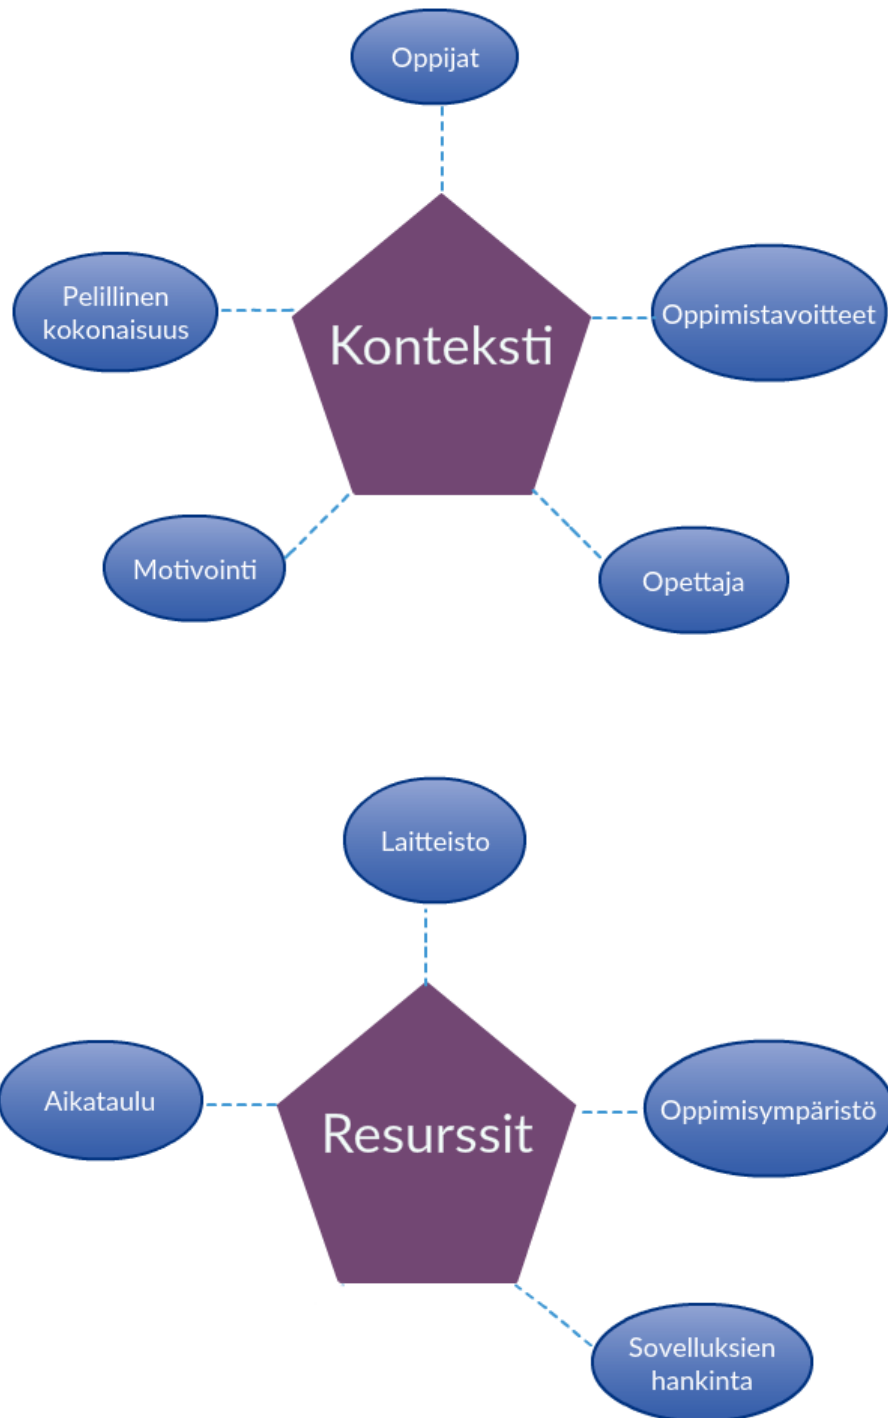 Oppijat
Pelillinen
kokonaisuus
Oppimistavoitteet
Konteksti
Motivointi
Opettaja
Laitteisto
Aikataulu
Oppimisympäristö
Resurssit
Sovelluksien
hankinta